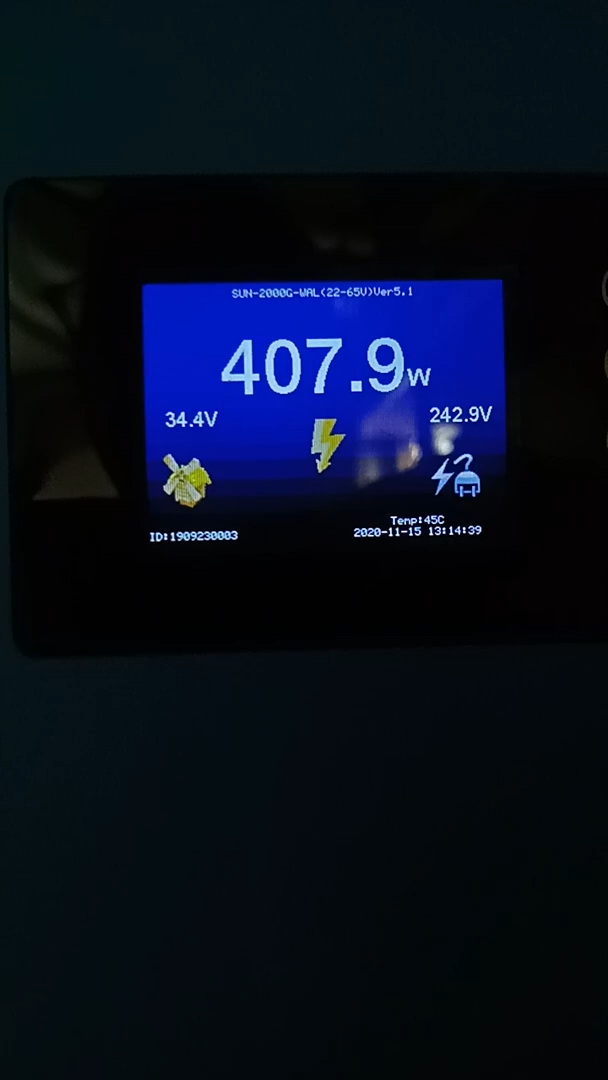 SUN-2000G-WAL(22-65V)Ver5.1
407.9W
34.4V
242.9V
Temp:45C
ID:1909230003
2020-11-15 13:14:39